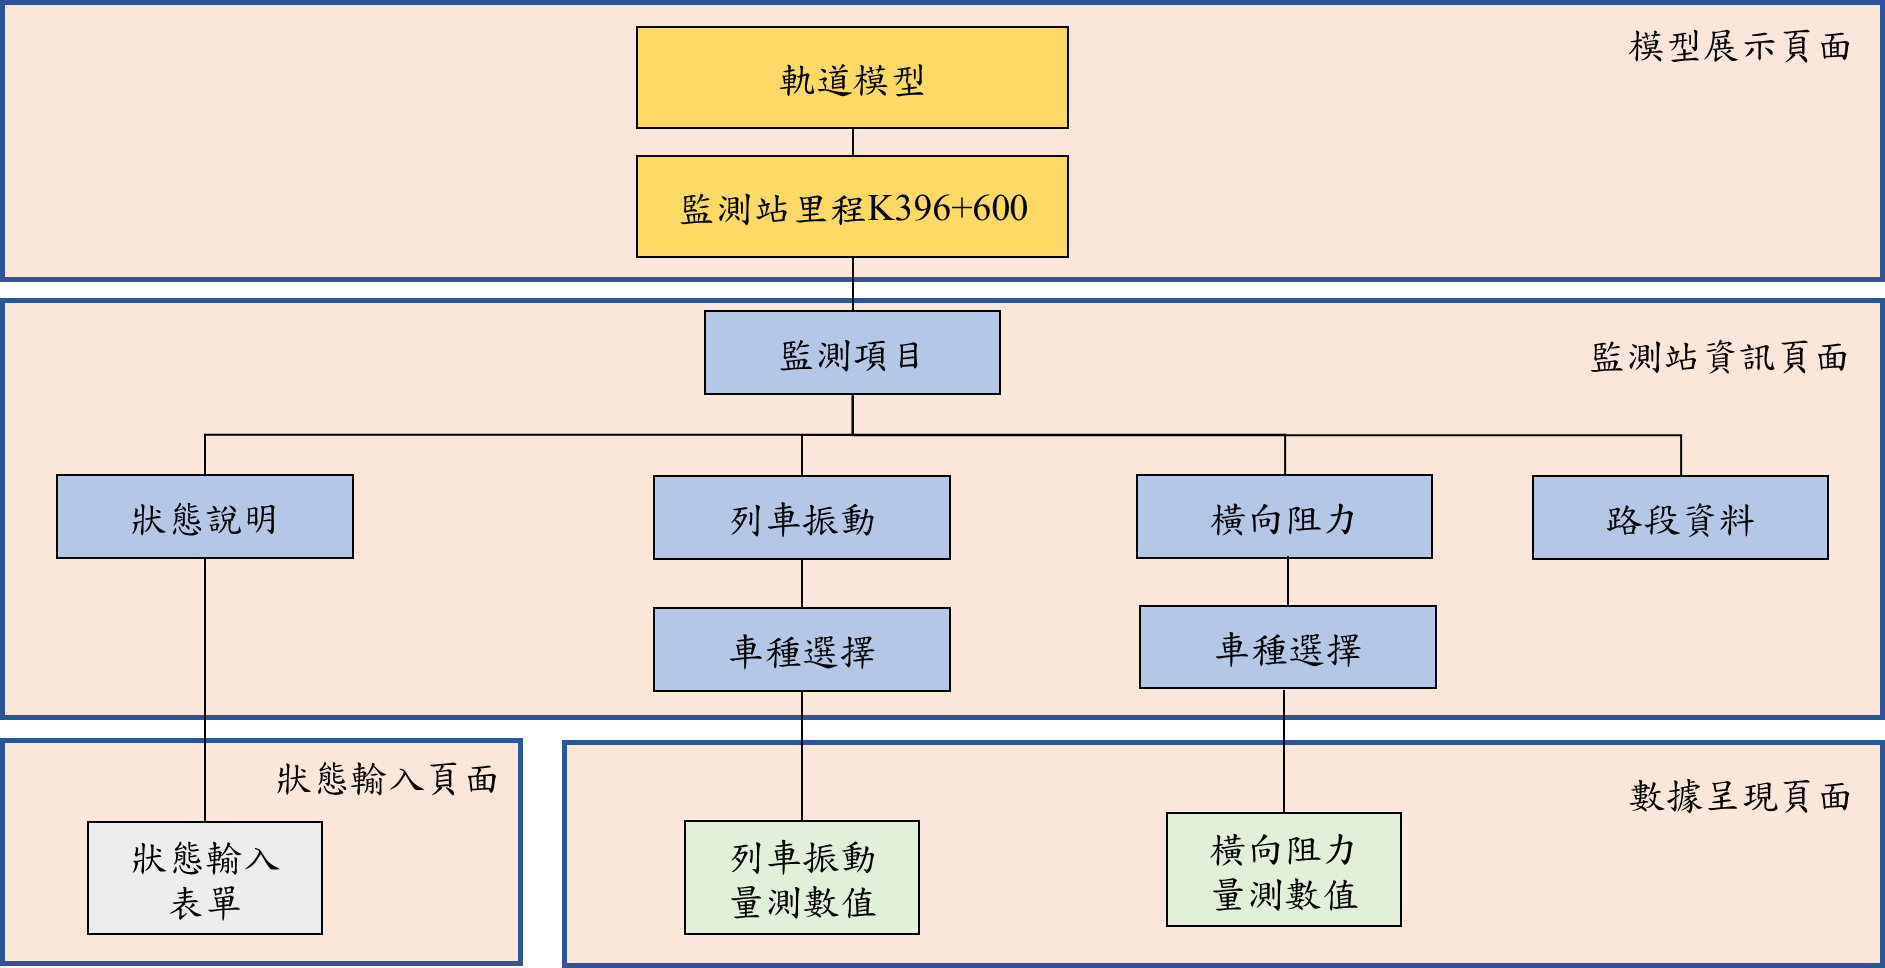 模型展示頁面
軌道模型
監測站里程K396+600
監測項目
監測站資訊頁面
狀態說明
列車振動
橫向阻力
路段資料
車種選擇
車種選擇
狀態輸入頁面
數據呈現頁面
狀態輸入
表單
列車振動
量測數值
橫向阻力
量測數值